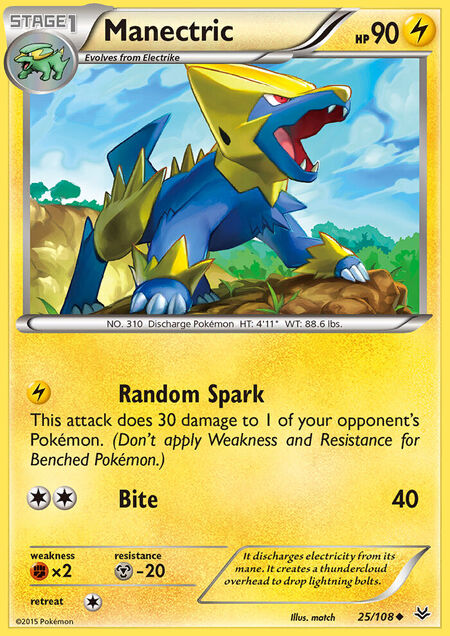 STAGE1
Manectric
HP90
Evolves from Electrike
NO. 310 Discharge Pokémon HT: 4'11" WT: 88.6 lbs.
Random Spark
This attack does 30 damage to 1 of your opponent's
Pokémon. (Don't apply Weakness and Resistance for
Benched Pokémon.)
Bite 40
weakness resistance
×2 -20
retreat
It discharges electricity from its
mane. It creates a thundercloud
overhead to drop lightning bolts.
©2015 Pokémon Illus. match 25/108